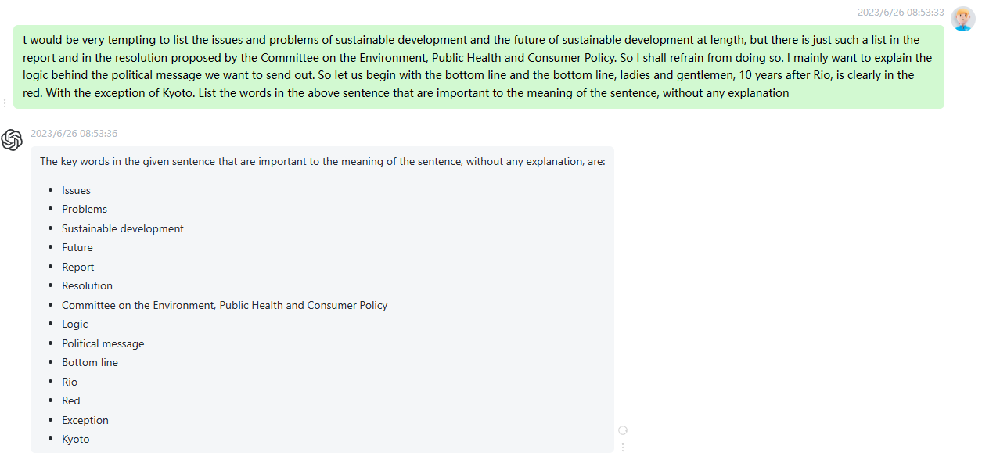 2023/6/26 08:53:33
t would be very tempting to list the issues and problems of sustainable development and the future of sustainable development at length, but there is just such a list in the
report and in the resolution proposed by the Committee on the Environment, Public Health and Consumer Policy. So I shall refrain from doing so. I mainly want to explain the
logic behind the political message we want to send out. So let us begin with the bottom line and the bottom line, ladies and gentlemen, 10 years after Rio, is clearly in the
red. With the exception of Kyoto. List the words in the above sentence that are important to the meaning of the sentence, without any explanation
2023/6/26 08:53:36
The key words in the given sentence that are important to the meaning of the sentence, without any explanation, are:
• Issues
• Problems
• Sustainable development
• Future
• Report
• Resolution
• Committee on the Environment, Public Health and Consumer Policy
• Logic
• Political message
• Bottom line
• Rio
• Red
• Exception
• Kyoto